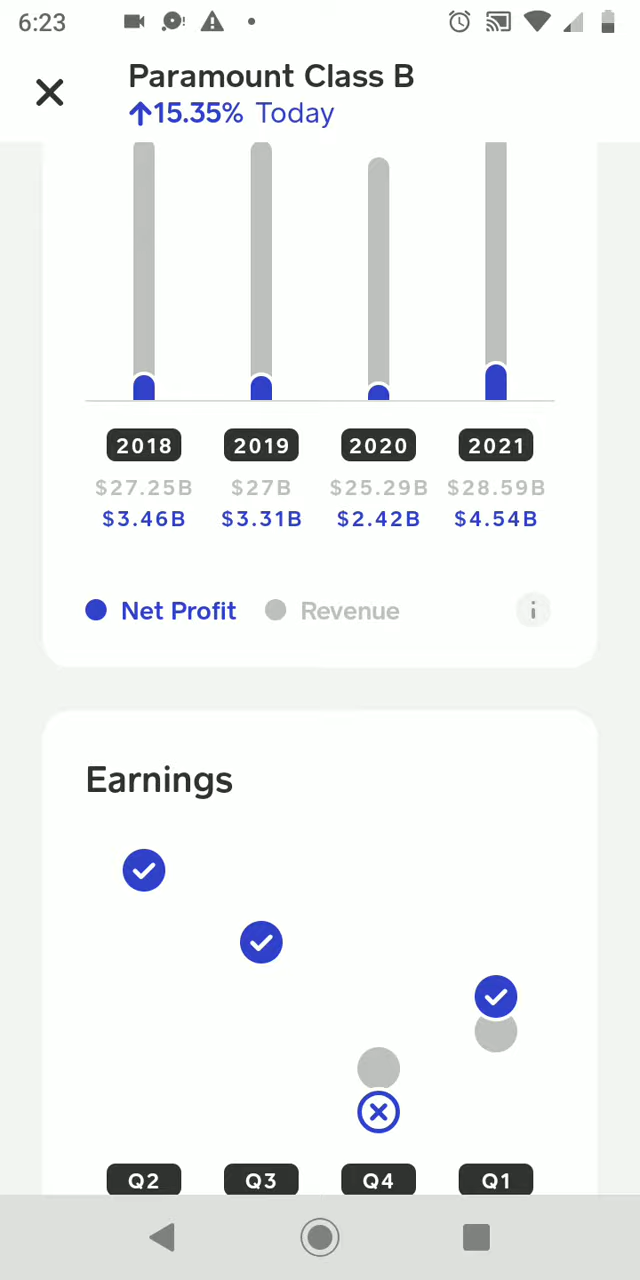 6:23
Paramount Class B
↑15.35% Today
2018 2019 2020 2021
$27.25B $27B $25.29B $28.59B
$3.46B $3.31B $2.42B $4.54B
Net Profit Revenue
Earnings
Q2 Q3 Q4 Q1